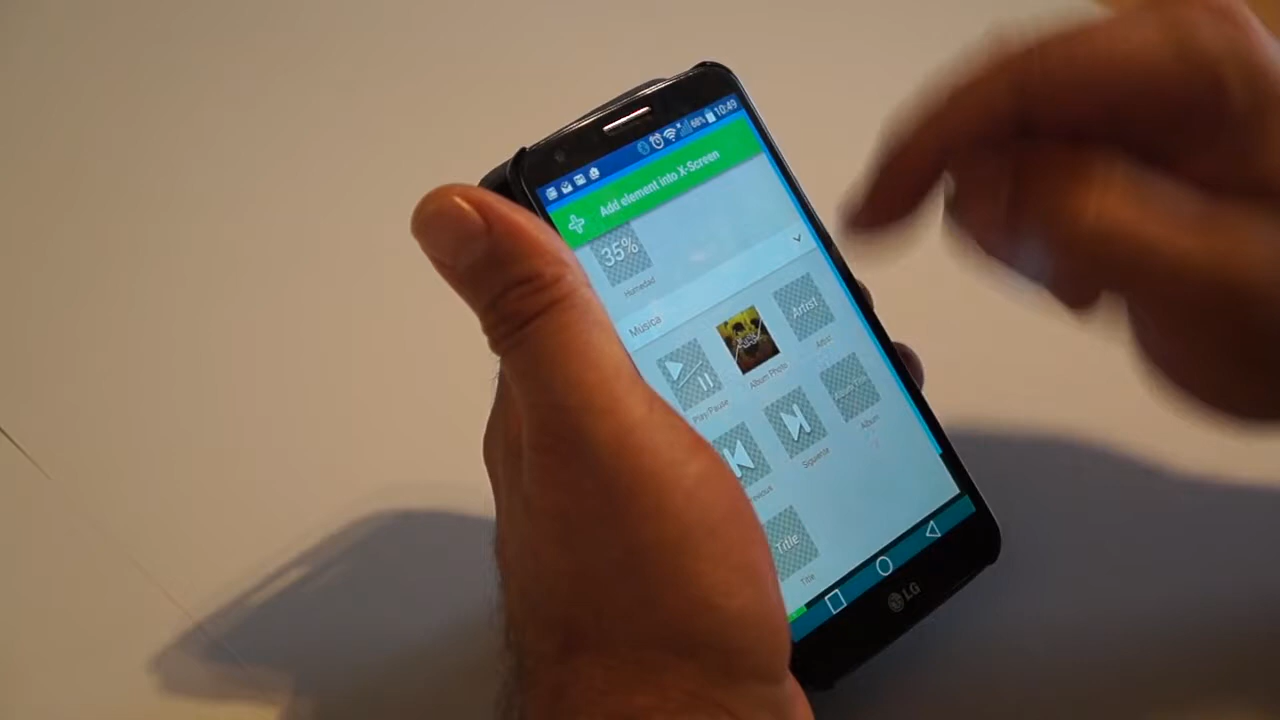 68% 10:49
Add element into X-Screen
35%
Humedad
Música
Artist
Artist
Album Photo
Play/Pause
Album
Siguiente
Title
Title
LG